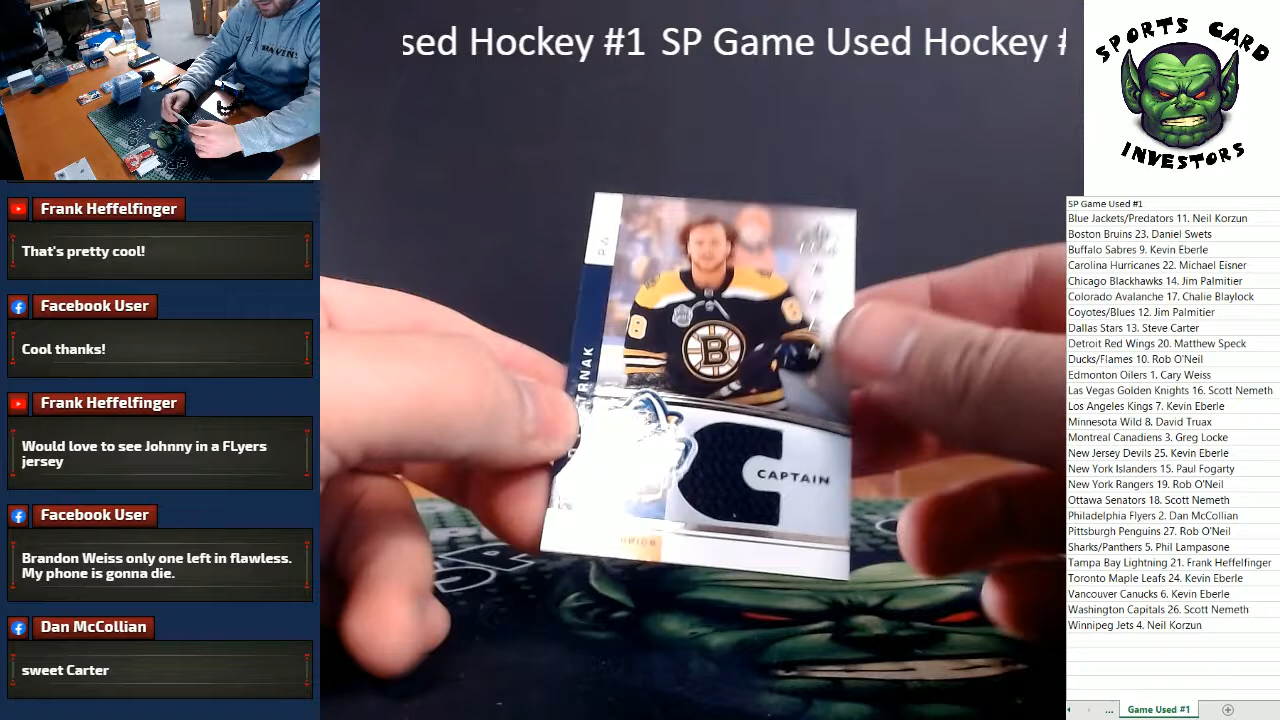 sed Hockey #1 SP Game Used Hockey #
SPORTS CARD
INVESTORS
Frank Heffelfinger
That's pretty cool!
Facebook User
Cool thanks!
Frank Heffelfinger
Would love to see Johnny in a FLyers
jersey
Facebook User
Brandon Weiss only one left in flawless.
My phone is gonna die.
Dan McCollian
sweet Carter
RW
RNAK
8
8
B
CAPTAIN
SP Game Used #1
Blue Jackets/Predators 11. Neil Korzun
Boston Bruins 23. Daniel Swets
Buffalo Sabres 9. Kevin Eberle
Carolina Hurricanes 22. Michael Eisner
Chicago Blackhawks 14. Jim Palmitier
Colorado Avalanche 17. Chalie Blaylock
Coyotes/Blues 12. Jim Palmitier
Dallas Stars 13. Steve Carter
Detroit Red Wings 20. Matthew Speck
Ducks/Flames 10. Rob O'Neil
Edmonton Oilers 1. Cary Weiss
Las Vegas Golden Knights 16. Scott Nemeth
Los Angeles Kings 7. Kevin Eberle
Minnesota Wild 8. David Truax
Montreal Canadiens 3. Greg Locke
New Jersey Devils 25. Kevin Eberle
New York Islanders 15. Paul Fogarty
New York Rangers 19. Rob O'Neil
Ottawa Senators 18. Scott Nemeth
Philadelphia Flyers 2. Dan McCollian
Pittsburgh Penguins 27. Rob O'Neil
Sharks/Panthers 5. Phil Lampasone
Tampa Bay Lightning 21. Frank Heffelfinger
Toronto Maple Leafs 24. Kevin Eberle
Vancouver Canucks 6. Kevin Eberle
Washington Capitals 26. Scott Nemeth
Winnipeg Jets 4. Neil Korzun
... Game Used #1